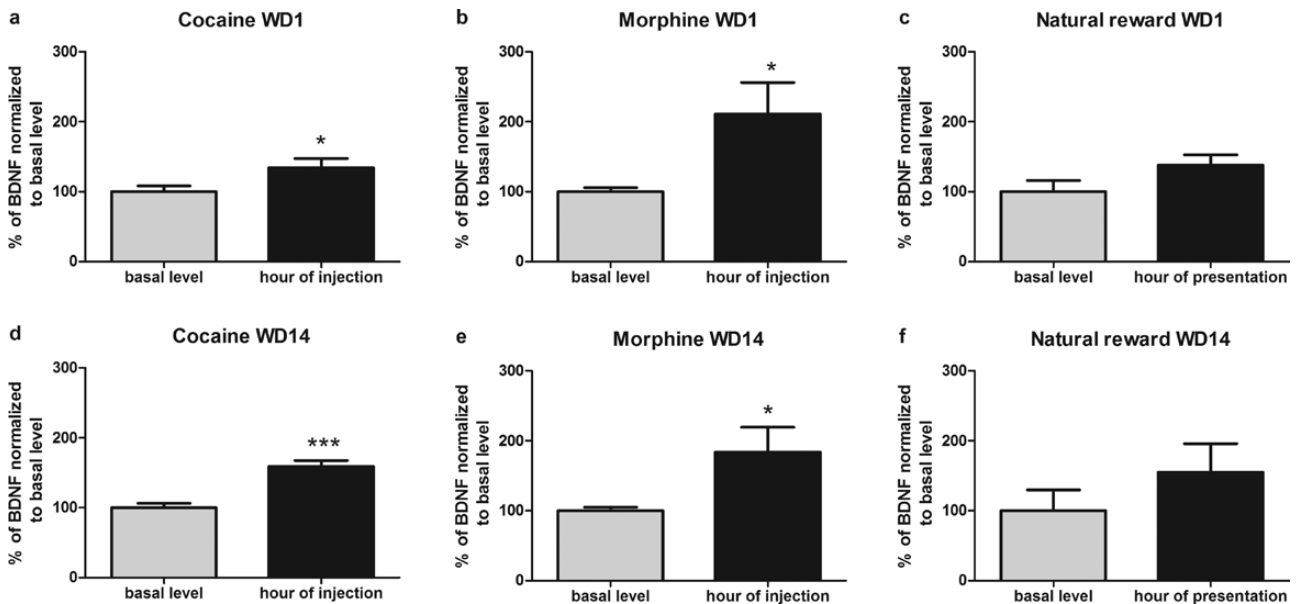 a
Cocaine WD1
% of BDNF normalized
to basal level
300
200
100
0
*
basal level
hour of injection
b
Morphine WD1
% of BDNF normalized
to basal level
300
200
100
0
*
basal level
hour of injection
c
Natural reward WD1
% of BDNF normalized
to basal level
300
200
100
0
basal level
hour of presentation
d
Cocaine WD14
% of BDNF normalized
to basal level
300
200
100
0
***
basal level
hour of injection
e
Morphine WD14
% of BDNF normalized
to basal level
300
200
100
0
*
basal level
hour of injection
f
Natural reward WD14
% of BDNF normalized
to basal level
300
200
100
0
basal level
hour of presentation